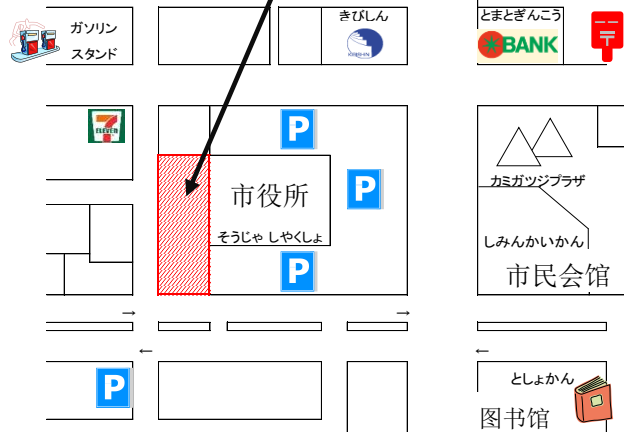 ガソリン
スタンド
きびしん
とまとぎんこう
BANK
〒
7
ELEVEN
P
市役所
そうじゃ しやくしょ
P
P
カミガツジプラザ
しみんかいかん
市民会館
→
→
←
←
P
としょかん
图书馆